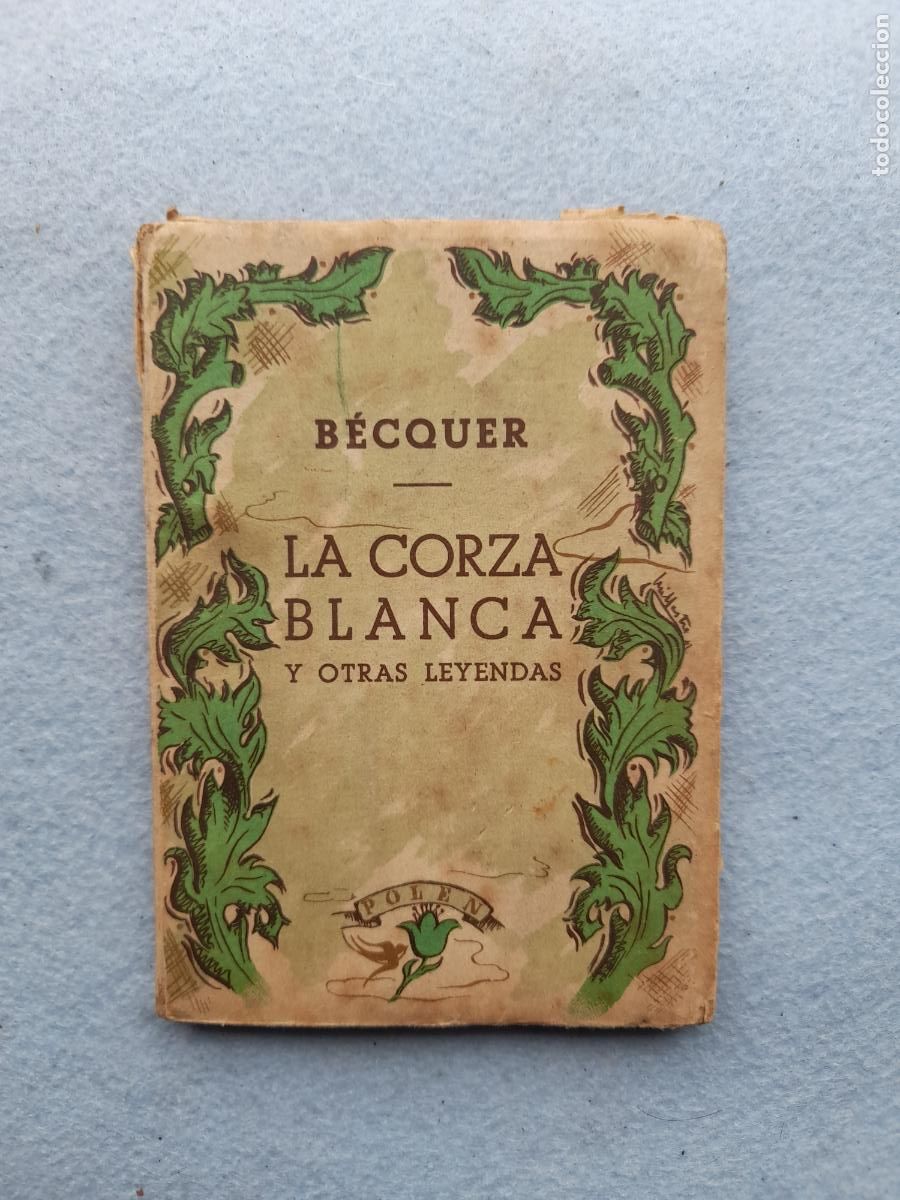 BÉCQUER
LA CORZA
BLANCA
Y OTRAS LEYENDAS
POLEN
todocoleccion